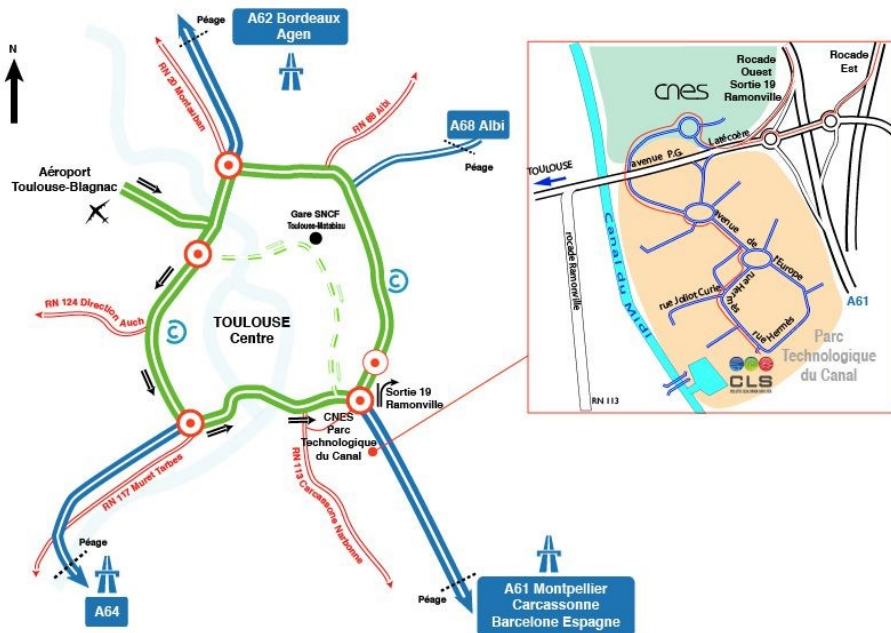 N
Péage
A62 Bordeaux
Agen
RN 20 Montauban
RN 88 Albi
A68 Albi
Péage
Aéroport
Toulouse-Blagnac
Gare SNCF
Toulouse-Matabiau
RN 124 Direction
Auch
C
C
TOULOUSE
Centre
Sortie 19
Ramonville
CNES
Parc
Technologique
du Canal
RN 117 Muret Tarbes
RN 113 Carcassonne Narbonne
Péage
A64
Péage
A61 Montpellier
Carcassonne
Barcelone Espagne
cnes
Rocade
Ouest
Sortie 19
Ramonville
Rocade
Est
TOULOUSE
avenue P.G.
Latécoère
Canal du Midi
rocade Ramonville
avenue
de
l'Europe
rue Joliot Curie
rue Hermès
rue Hermès
A61
Parc
Technologique
du Canal
CLS
RN 113